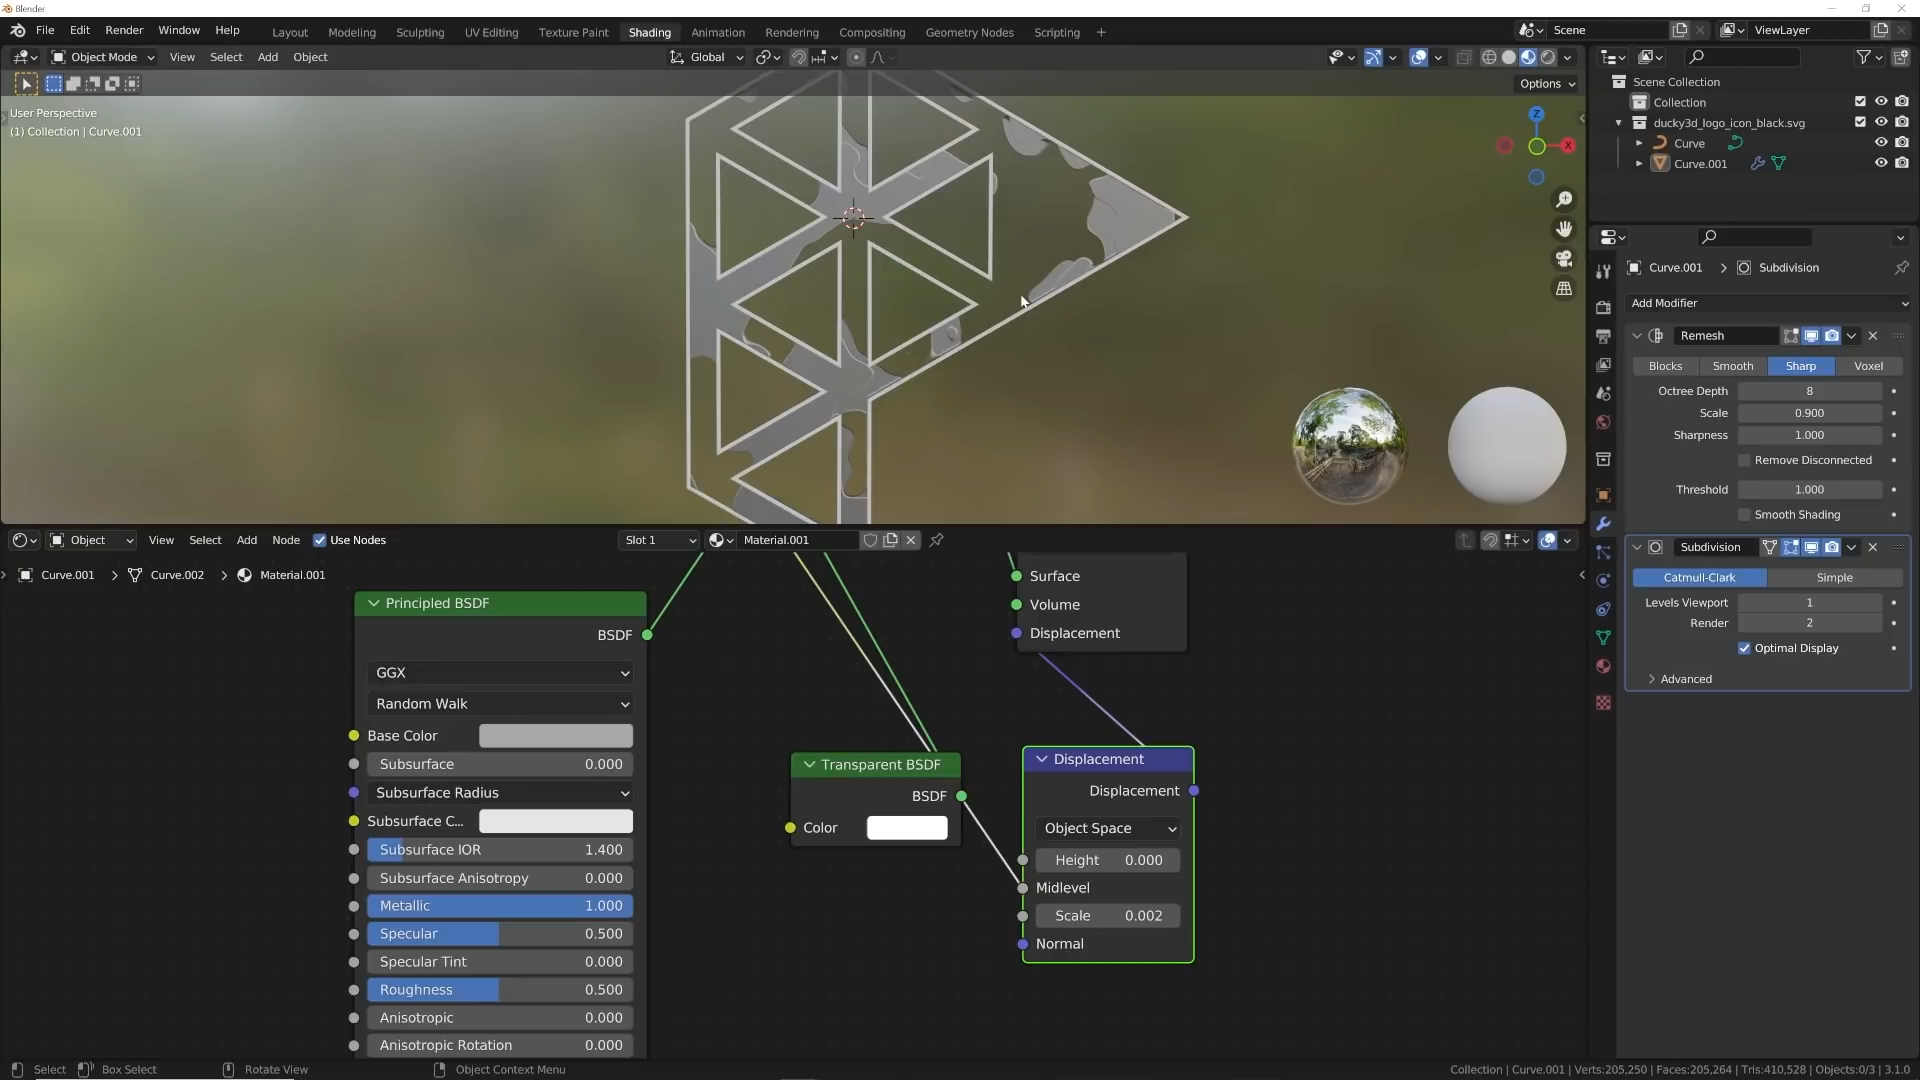 Blender
File Edit Render Window Help
Layout Modeling Sculpting UV Editing Texture Paint Shading Animation Rendering Compositing Geometry Nodes Scripting +
Scene
ViewLayer
Object Mode View Select Add Object
Global
Options
User Perspective
(1) Collection | Curve.001
Z
X
Scene Collection
Collection
ducky3d_logo_icon_black.svg
Curve
Curve.001
Curve.001 > Subdivision
Add Modifier
Remesh
Blocks Smooth Sharp Voxel
Octree Depth 8
Scale 0.900
Sharpness 1.000
Remove Disconnected
Threshold 1.000
Smooth Shading
Subdivision
Catmull-Clark Simple
Levels Viewport 1
Render 2
Optimal Display
Advanced
Object View Select Add Node Use Nodes
Slot 1
Material.001
Curve.001 > Curve.002 > Material.001
Principled BSDF
BSDF
GGX
Random Walk
Base Color
Subsurface 0.000
Subsurface Radius
Subsurface C...
Subsurface IOR 1.400
Subsurface Anisotropy 0.000
Metallic 1.000
Specular 0.500
Specular Tint 0.000
Roughness 0.500
Anisotropic 0.000
Anisotropic Rotation 0.000
Surface
Volume
Displacement
Transparent BSDF
BSDF
Color
Displacement
Displacement
Object Space
Height 0.000
Midlevel
Scale 0.002
Normal
Select Box Select Rotate View Object Context Menu
Collection | Curve.001 | Verts:205,250 | Faces:205,264 | Tris:410,528 | Objects:0/3 | 3.1.0